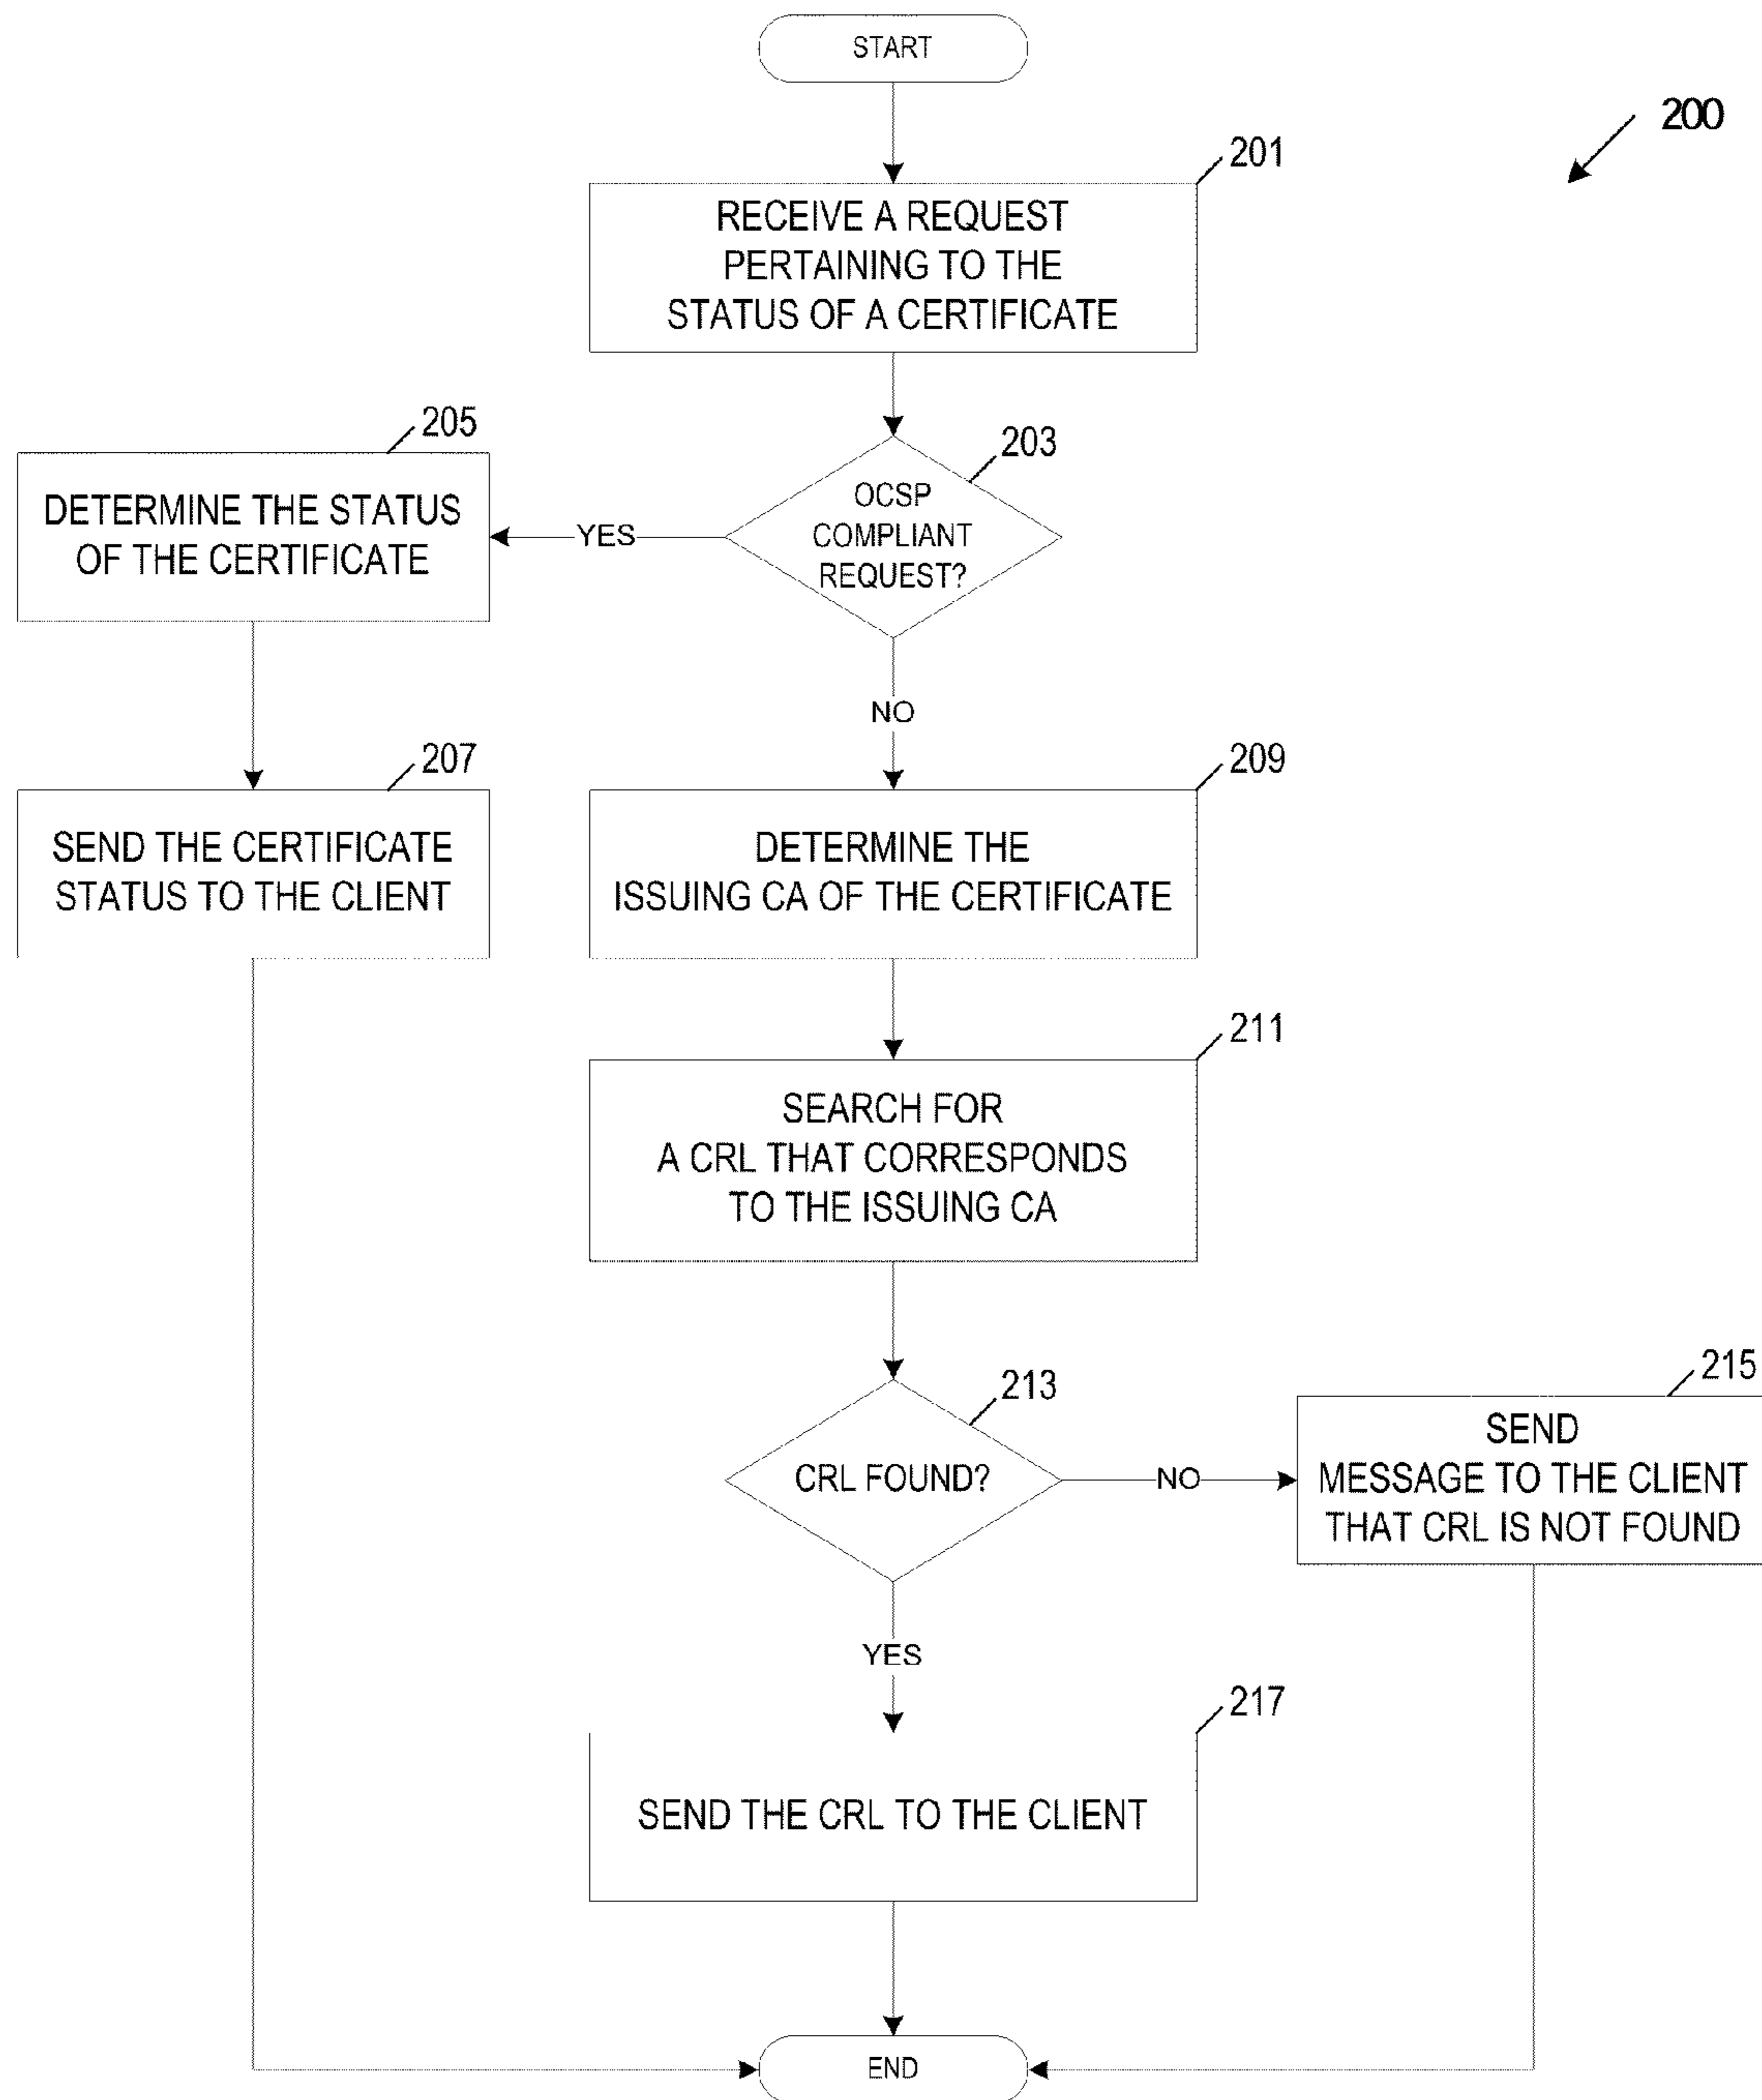 START
200
201
RECEIVE A REQUEST
PERTAINING TO THE
STATUS OF A CERTIFICATE
203
OCSP
COMPLIANT
REQUEST?
YES
205
DETERMINE THE STATUS
OF THE CERTIFICATE
207
SEND THE CERTIFICATE
STATUS TO THE CLIENT
NO
209
DETERMINE THE
ISSUING CA OF THE CERTIFICATE
211
SEARCH FOR
A CRL THAT CORRESPONDS
TO THE ISSUING CA
213
CRL FOUND?
NO
215
SEND
MESSAGE TO THE CLIENT
THAT CRL IS NOT FOUND
YES
217
SEND THE CRL TO THE CLIENT
END